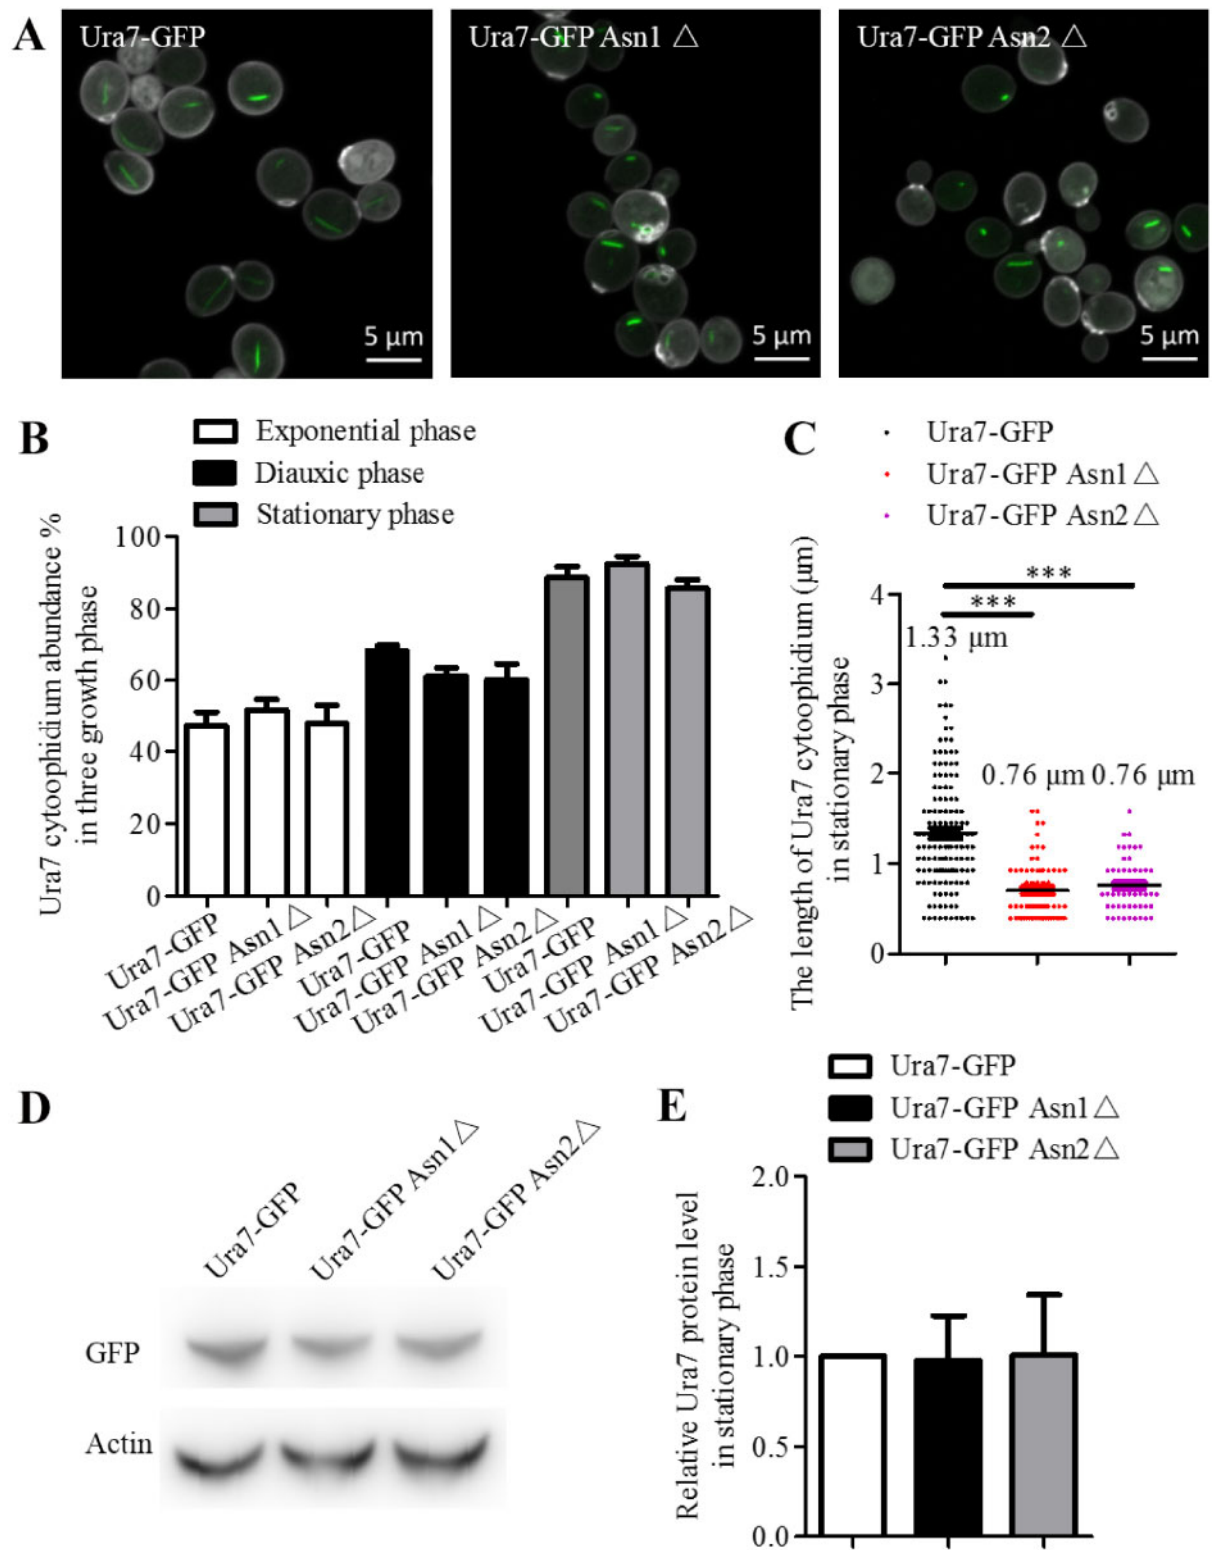 A
Ura7-GFP
Ura7-GFP Asn1 △
Ura7-GFP Asn2 △
5 μm
5 μm
5 μm
B
Exponential phase
Diauxic phase
Stationary phase
Ura7 cytoophidium abundance %
in three growth phase
100
80
60
40
20
0
Ura7-GFP
Ura7-GFP Asn1△
Ura7-GFP Asn2△
Ura7-GFP
Ura7-GFP Asn1△
Ura7-GFP Asn2△
Ura7-GFP
Ura7-GFP Asn1△
Ura7-GFP Asn2△
C
Ura7-GFP
Ura7-GFP Asn1△
Ura7-GFP Asn2△
The length of Ura7 cytoophidium (μm)
in stationary phase
4
3
2
1
0
***
***
1.33 μm
0.76 μm 0.76 μm
D
Ura7-GFP
Ura7-GFP Asn1△
Ura7-GFP Asn2△
GFP
Actin
E
Ura7-GFP
Ura7-GFP Asn1△
Ura7-GFP Asn2△
Relative Ura7 protein level
in stationary phase
2.0
1.5
1.0
0.5
0.0